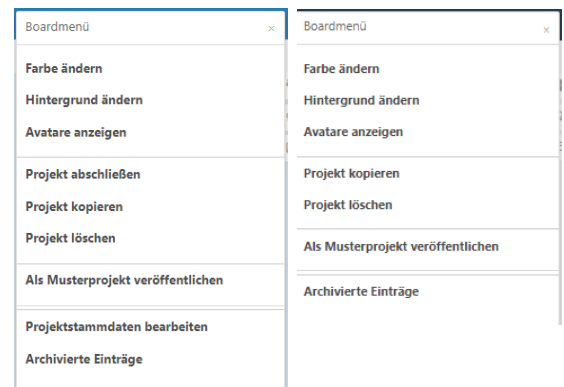 Boardmenü ×
Farbe ändern
Hintergrund ändern
Avatare anzeigen
Projekt abschließen
Projekt kopieren
Projekt löschen
Als Musterprojekt veröffentlichen
Projektstammdaten bearbeiten
Archivierte Einträge
Boardmenü ×
Farbe ändern
Hintergrund ändern
Avatare anzeigen
Projekt kopieren
Projekt löschen
Als Musterprojekt veröffentlichen
Archivierte Einträge